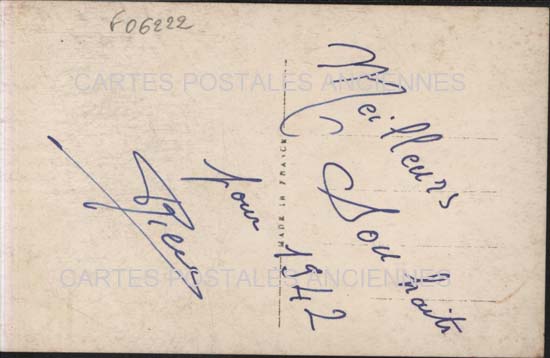 F06222
CARTES POSTALES ANCIENNES
Meilleurs
Souhaits
pour 1942
MADE IN FRANCE
CARTES POSTALES ANCIENNES